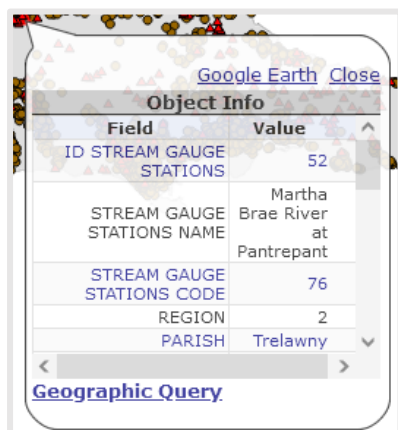 Google Earth Close
Object Info
Field Value
ID STREAM GAUGE
STATIONS 52
STREAM GAUGE
STATIONS NAME Martha
Brae River
at
Pantrepant
STREAM GAUGE
STATIONS CODE 76
REGION 2
PARISH Trelawny
Geographic Query